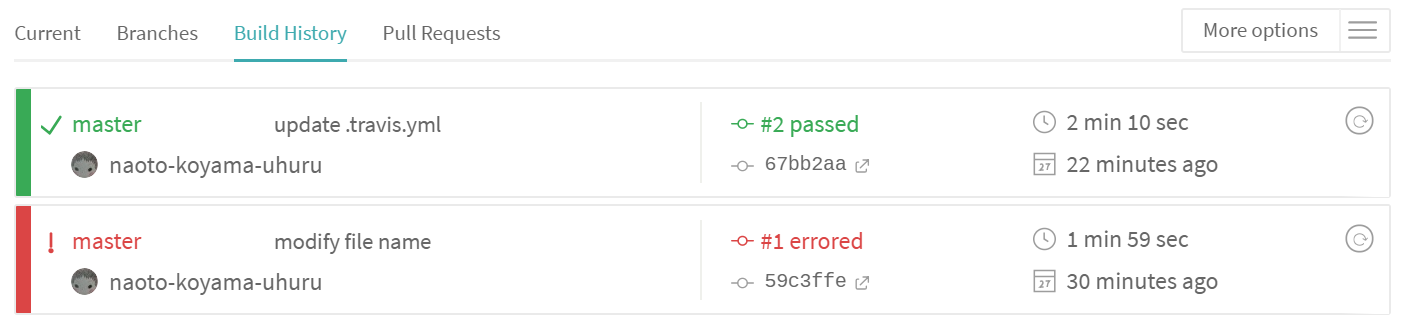 Current Branches Build History Pull Requests More options
master update .travis.yml #2 passed 2 min 10 sec
naoto-koyama-uhuru 67bb2aa 27 22 minutes ago
master modify file name #1 errored 1 min 59 sec
naoto-koyama-uhuru 59c3ffe 27 30 minutes ago